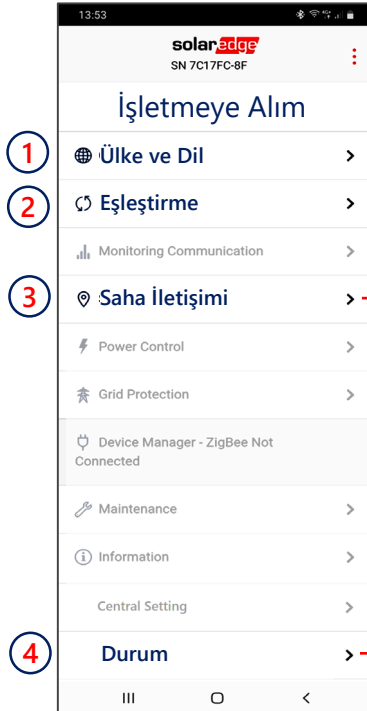 13:53
solaredge
SN 7C17FC-8F
İşletmeye Alım
1 Ülke ve Dil
2 Eşleştirme
Monitoring Communication
3 Saha İletişimi
Power Control
Grid Protection
Device Manager - ZigBee Not
Connected
Maintenance
Information
Central Setting
4 Durum